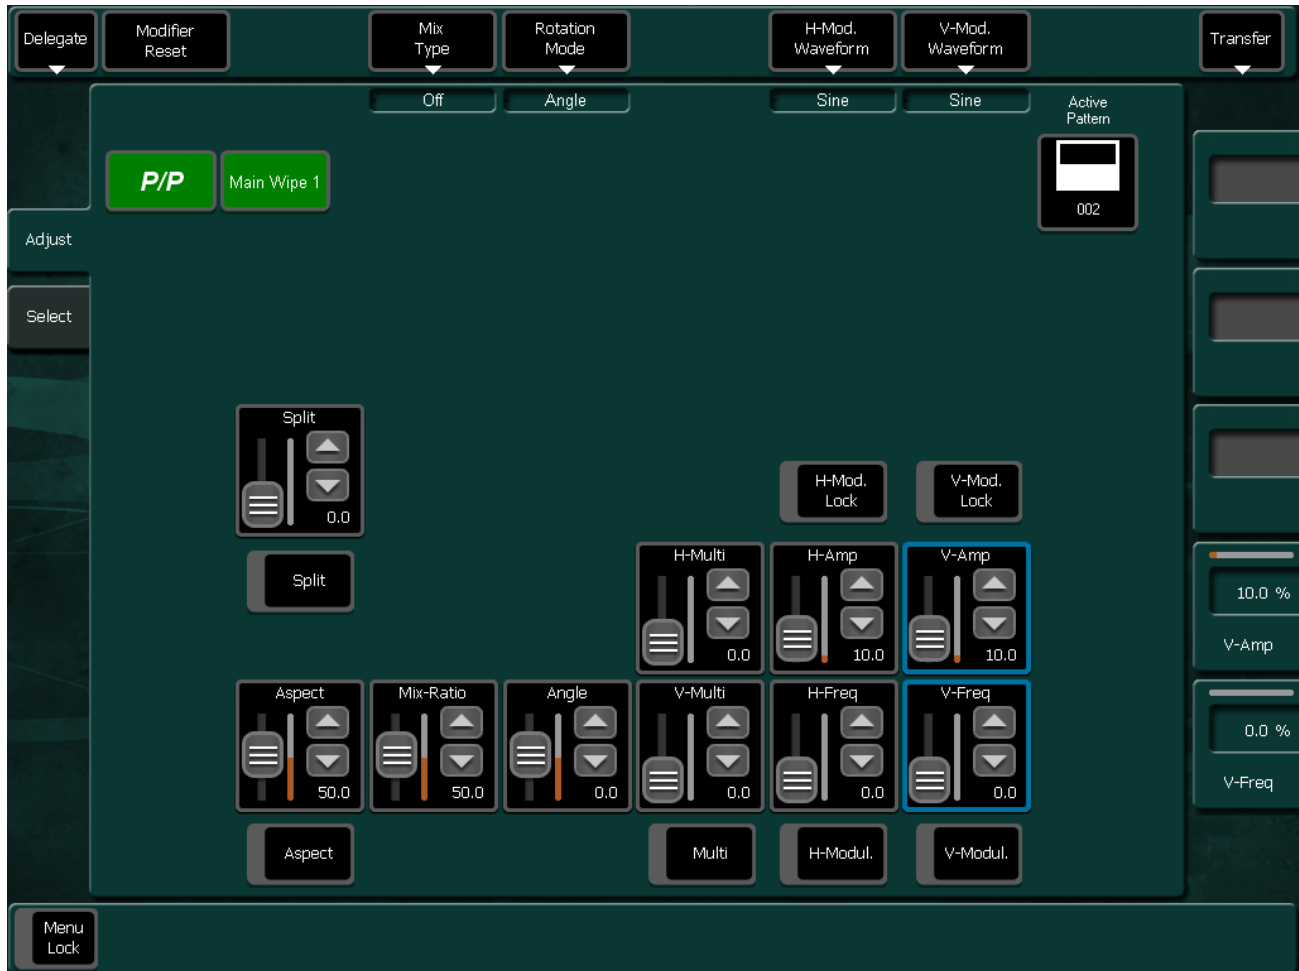 Delegate
Modifier
Reset
Mix
Type
Rotation
Mode
H-Mod.
Waveform
V-Mod.
Waveform
Transfer
Off
Angle
Sine
Sine
Active
Pattern
P/P
Main Wipe 1
002
Adjust
Select
Split
0.0
H-Mod.
Lock
V-Mod.
Lock
Split
H-Multi
0.0
H-Amp
10.0
V-Amp
10.0
10.0 %
V-Amp
Aspect
50.0
Mix-Ratio
50.0
Angle
0.0
V-Multi
0.0
H-Freq
0.0
V-Freq
0.0
0.0 %
V-Freq
Aspect
Multi
H-Modul.
V-Modul.
Menu
Lock